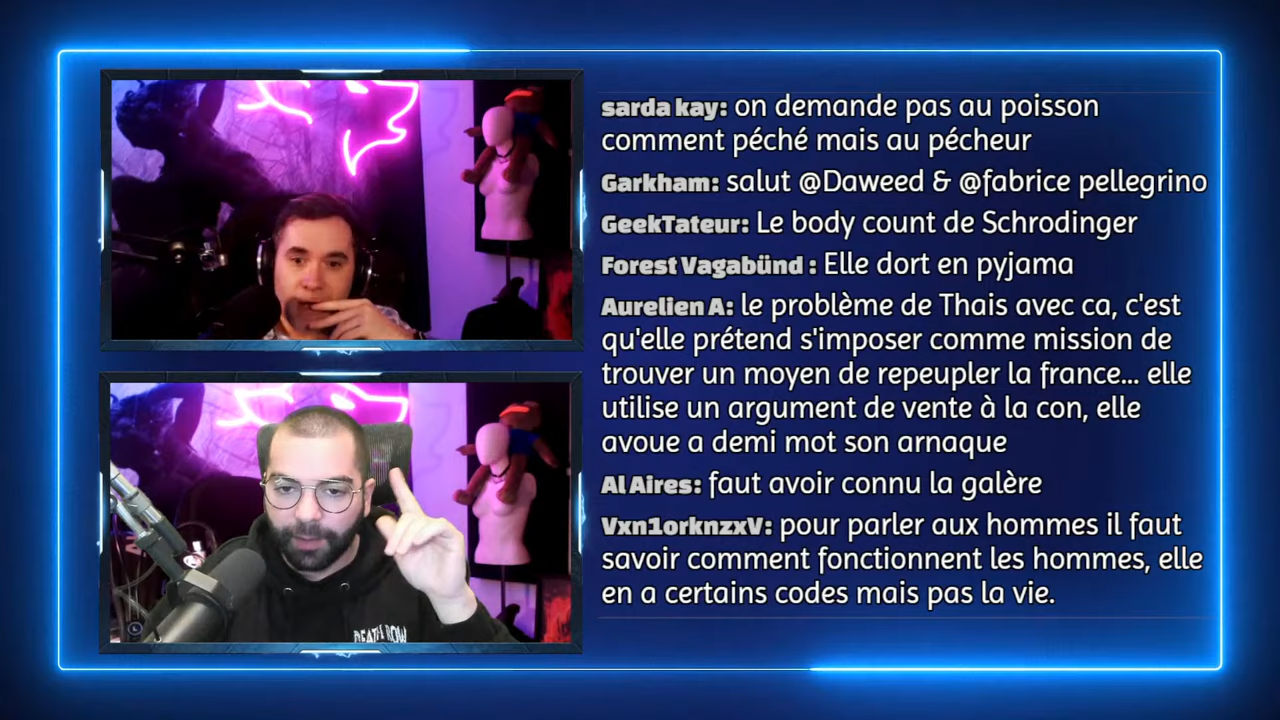 sarda kay: on demande pas au poisson
comment péché mais au pécheur
Garkham: salut @Daweed & @fabrice pellegrino
GeekTateur: Le body count de Schrodinger
Forest Vagabünd : Elle dort en pyjama
Aurelien A: le problème de Thais avec ca, c'est
qu'elle prétend s'imposer comme mission de
trouver un moyen de repeupler la france... elle
utilise un argument de vente à la con, elle
avoue a demi mot son arnaque
Al Aires: faut avoir connu la galère
Vxn1orknzxV: pour parler aux hommes il faut
savoir comment fonctionnent les hommes, elle
en a certains codes mais pas la vie.
DEATH ROW